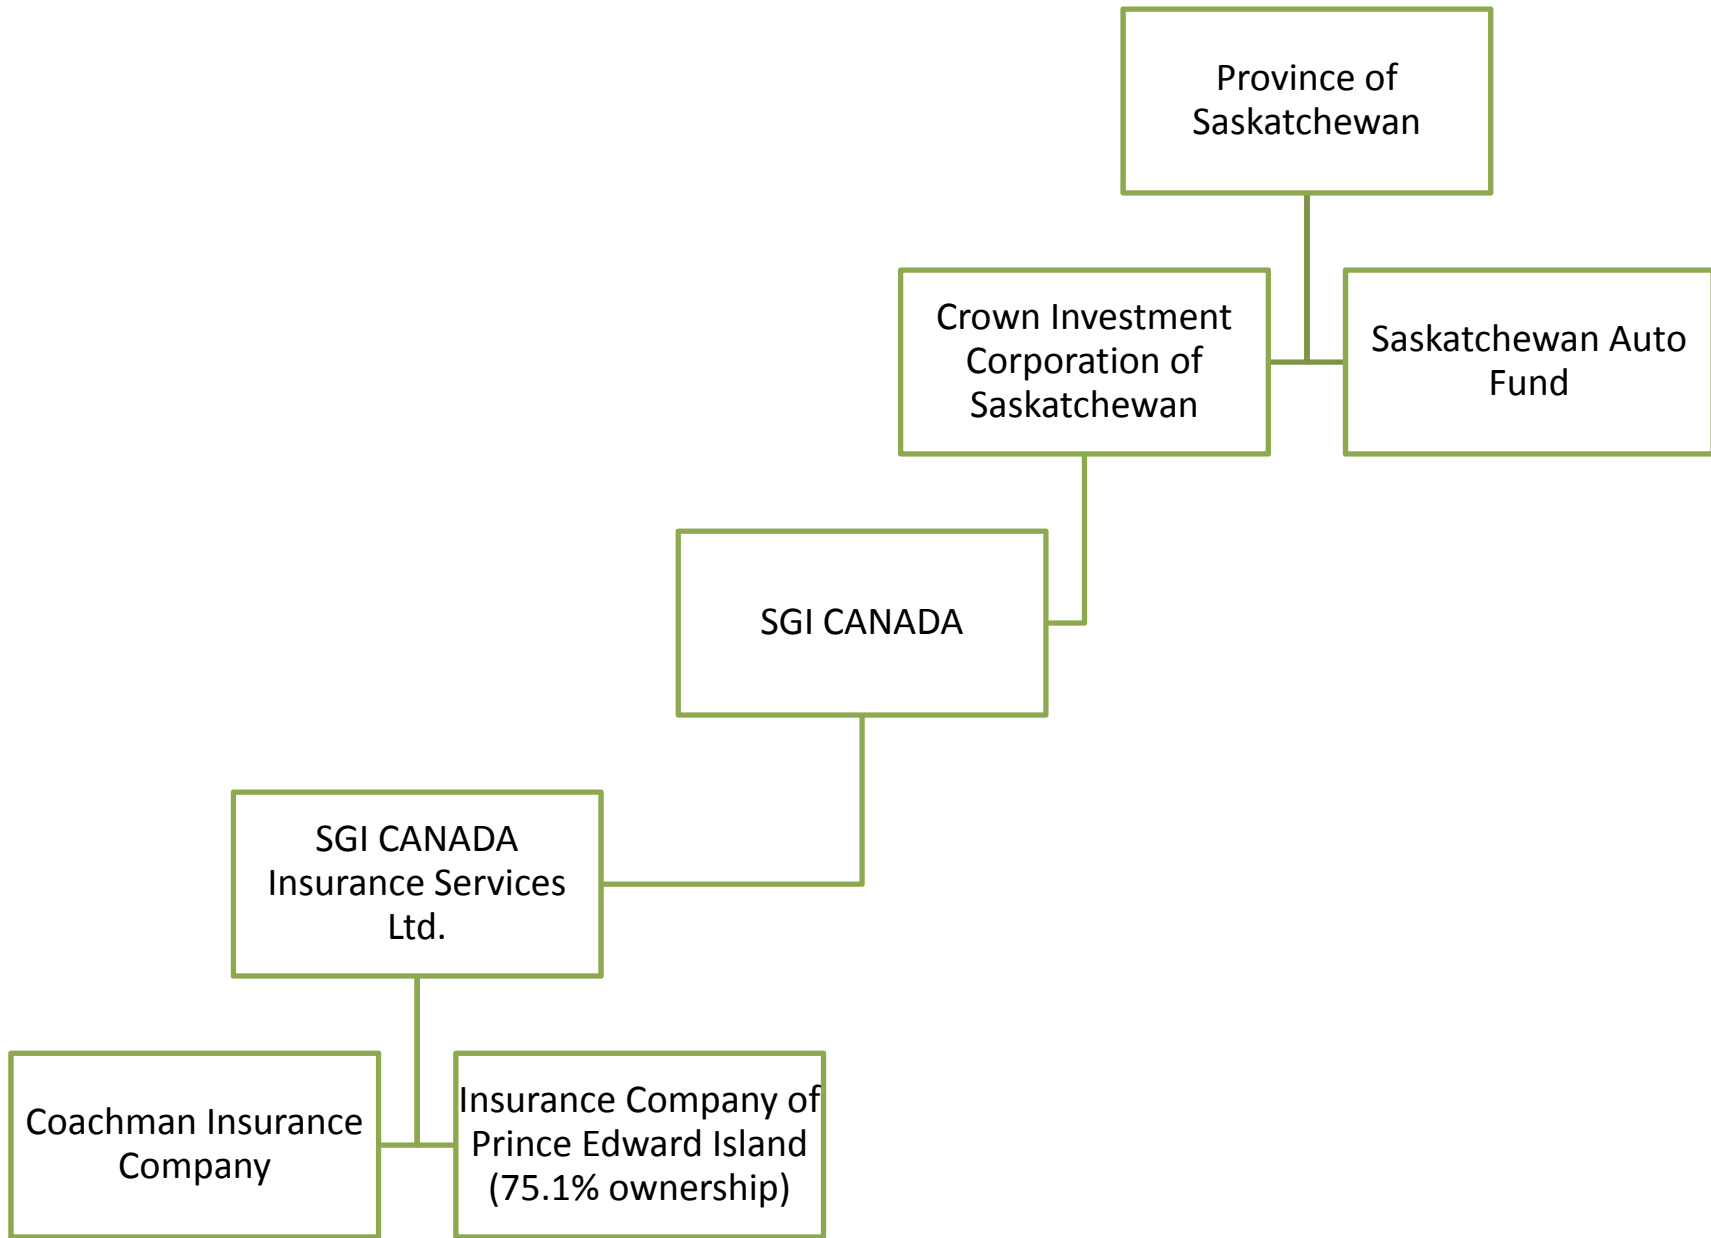 Province of
Saskatchewan
Crown Investment
Corporation of
Saskatchewan
Saskatchewan Auto
Fund
SGI CANADA
SGI CANADA
Insurance Services
Ltd.
Coachman Insurance
Company
Insurance Company of
Prince Edward Island
(75.1% ownership)